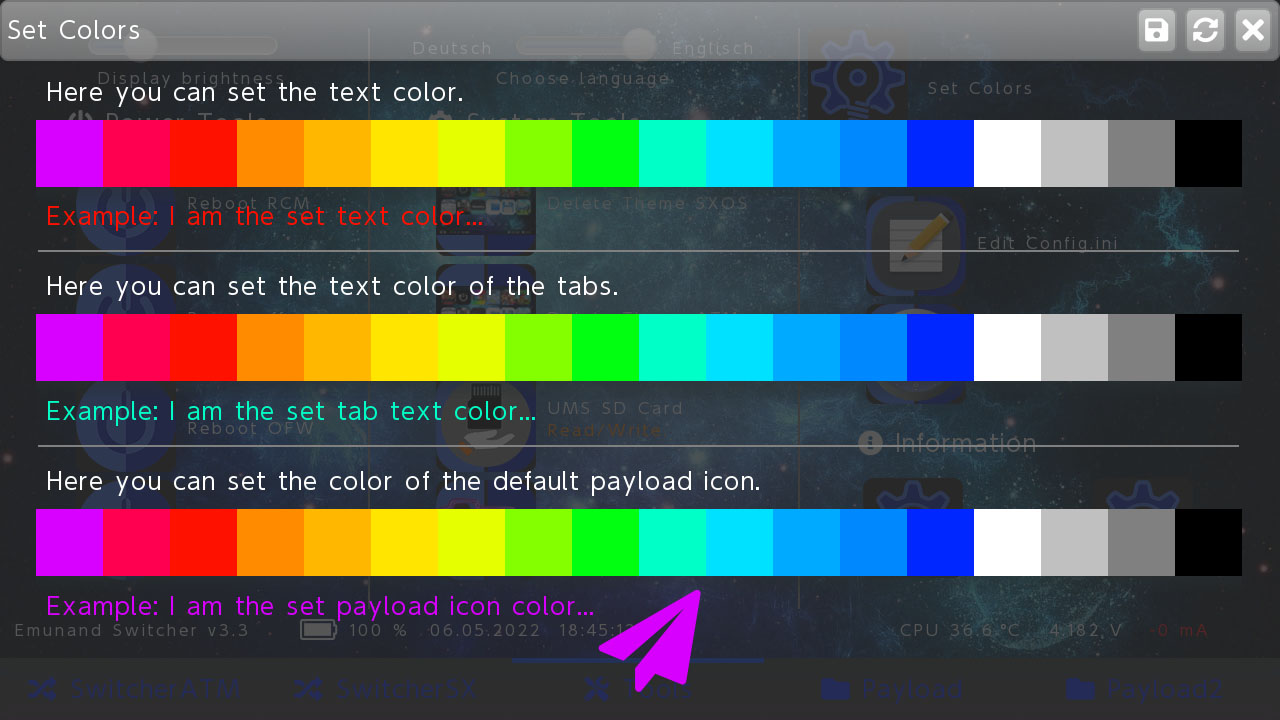 Set Colors
Deutsch
Englisch
Display brightness
Choose language
Set Colors
Here you can set the text color.
Power Tools
System Tools
Reboot RCM
Delete Theme SXOS
Example: I am the set text color...
Edit Config.ini
Here you can set the text color of the tabs.
Example: I am the set tab text color...
UMS SD Card
Read/Write
Reboot OFW
Information
Here you can set the color of the default payload icon.
Example: I am the set payload icon color...
Emunand Switcher v3.3
100 %
06.05.2022
CPU 36.6 °C
4.182 V
-0 mA
SwitcherATM
SwitcherSX
Payload
Payload2